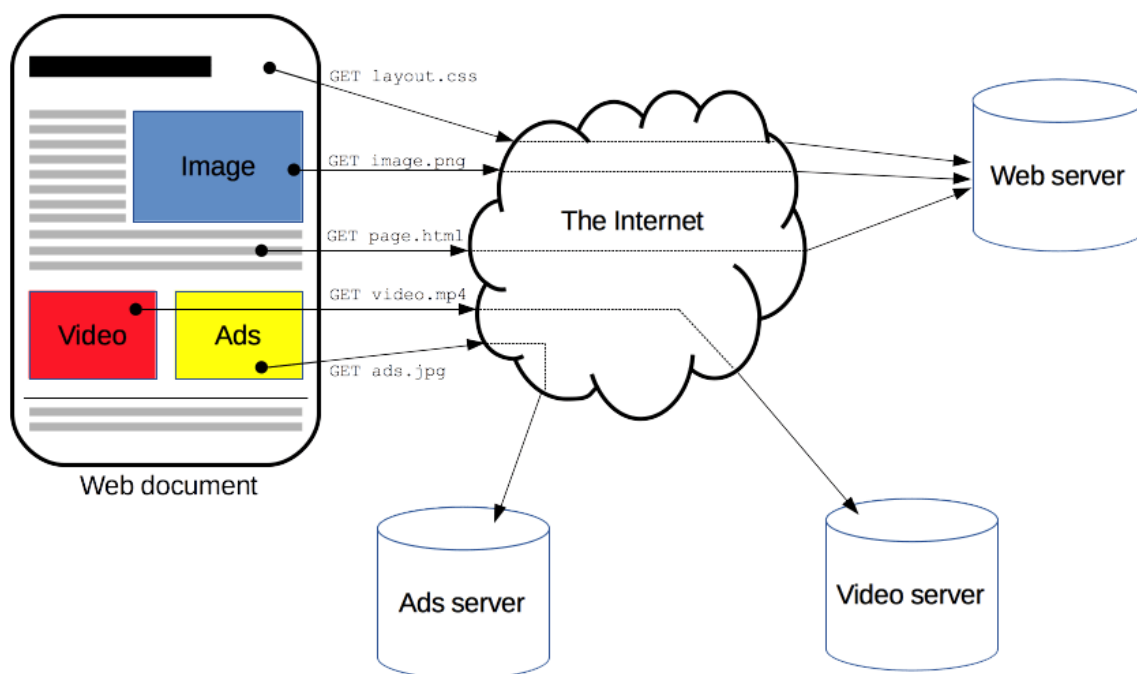 GET layout.css
Image
GET image.png
Web server
The Internet
GET page.html
GET video.mp4
Video
Ads
GET ads.jpg
Web document
Ads server
Video server